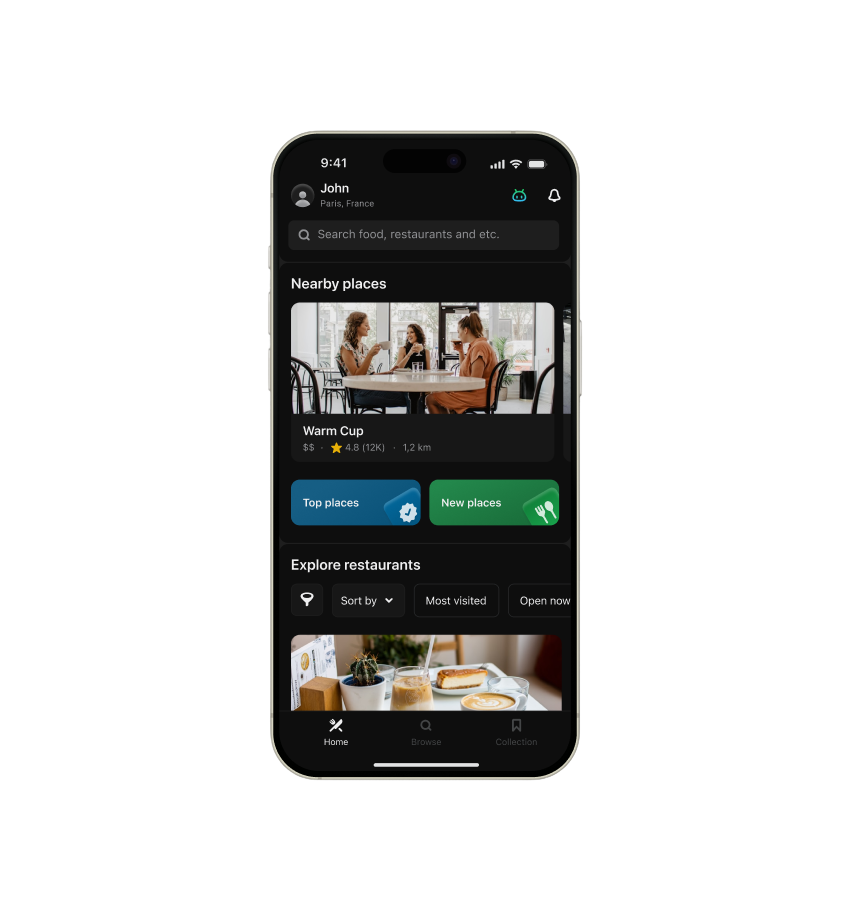 9:41
John
Paris, France
Search food, restaurants and etc.
Nearby places
Warm Cup
$$ · 4.8 (12K) · 1,2 km
Top places
New places
Explore restaurants
Sort by
Most visited
Open now
Home
Browse
Collection